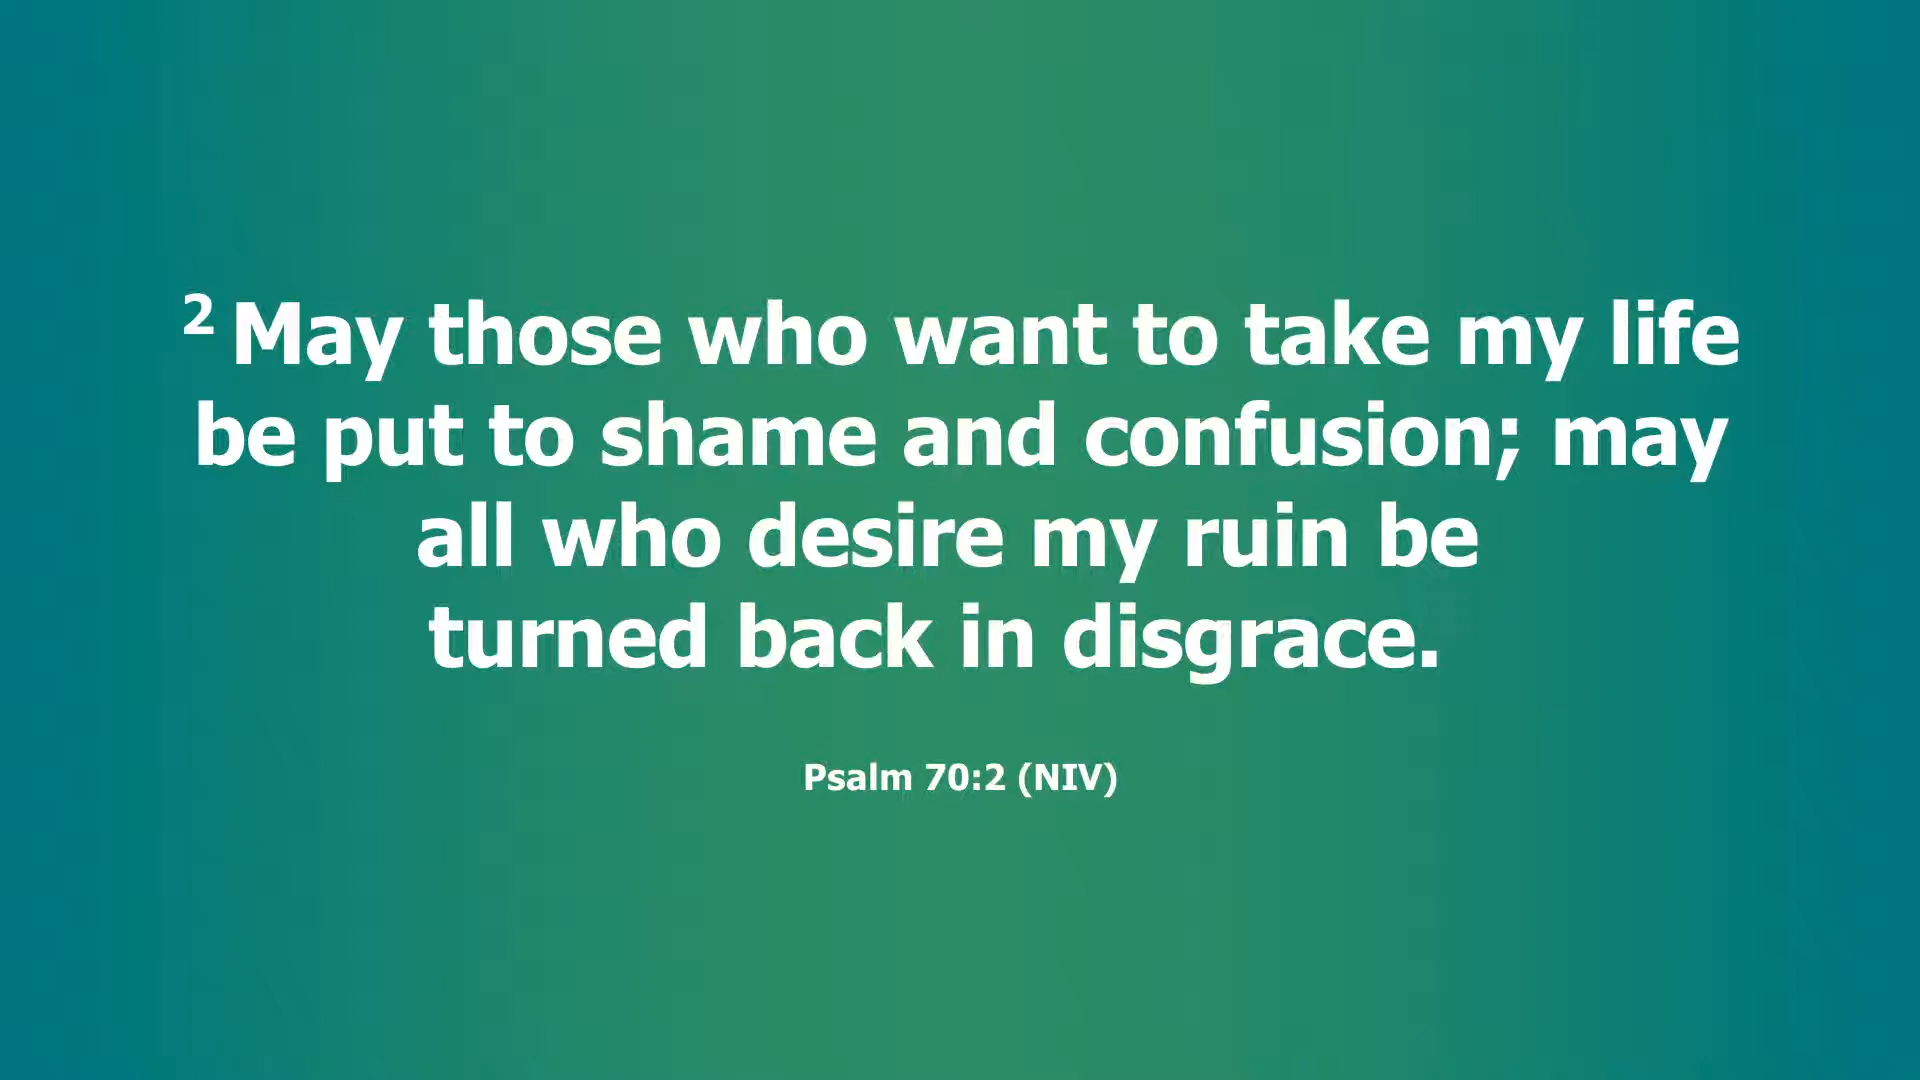 2 May those who want to take my life
be put to shame and confusion; may
all who desire my ruin be
turned back in disgrace.
Psalm 70:2 (NIV)